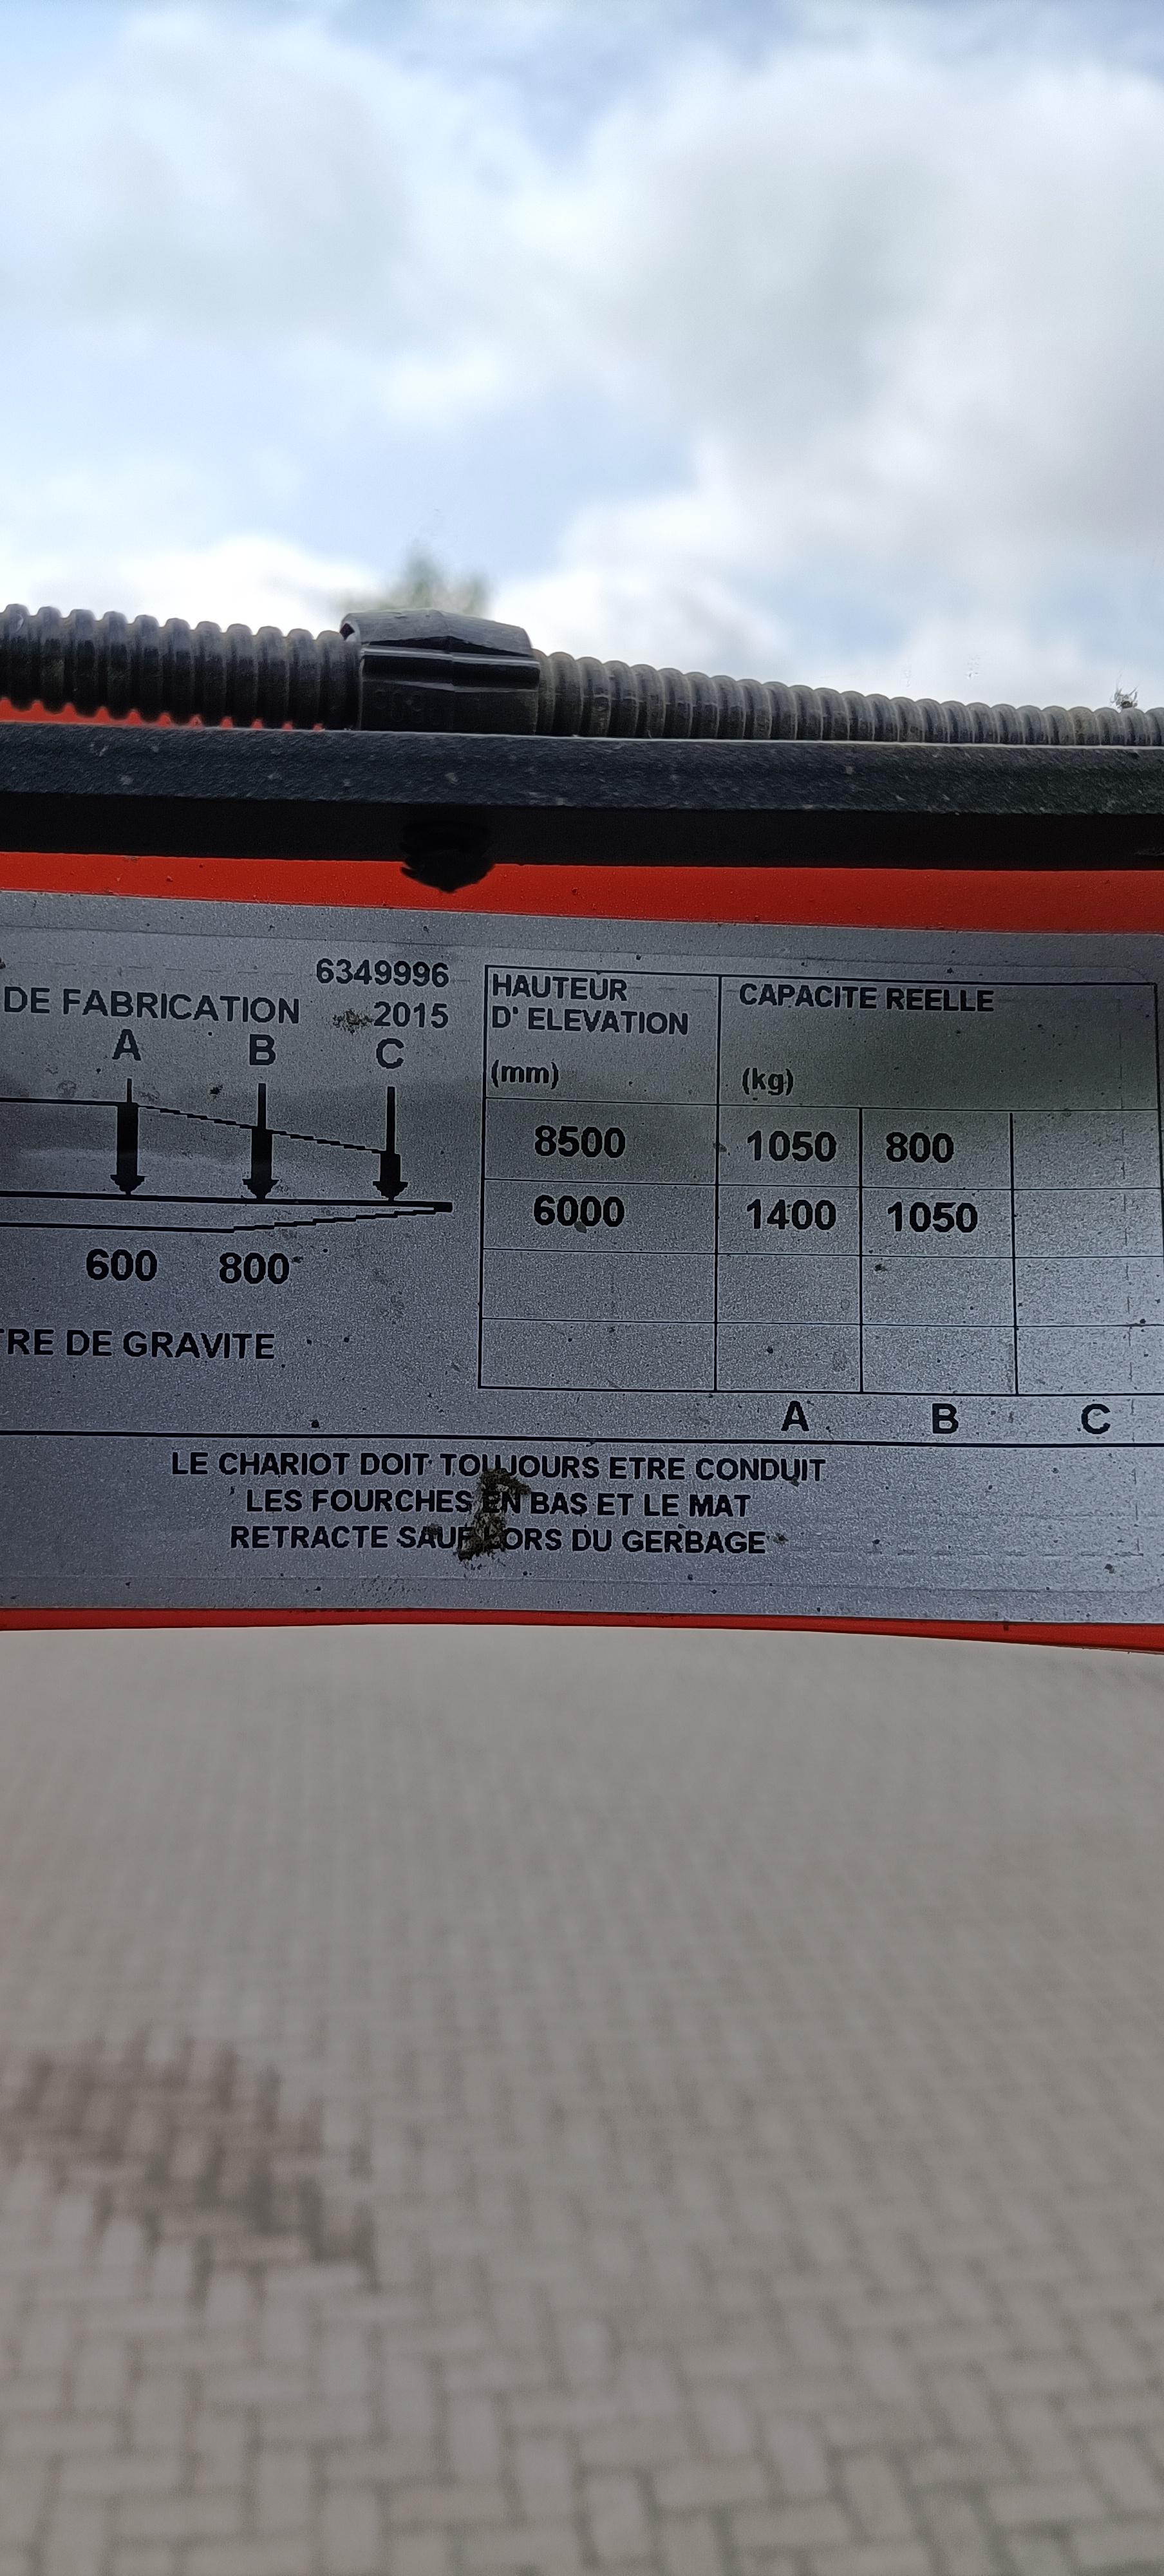 6349996
DE FABRICATION 2015
A B C
600 800
TRE DE GRAVITE
HAUTEUR
D' ELEVATION
(mm)
CAPACITE REELLE
(kg)
8500 1050 800
6000 1400 1050
A B C
LE CHARIOT DOIT TOUJOURS ETRE CONDUIT
LES FOURCHES EN BAS ET LE MAT
RETRACTE SAUF LORS DU GERBAGE